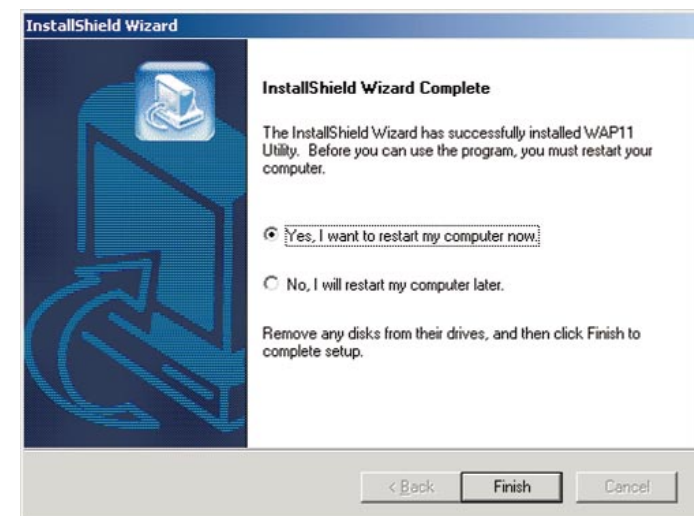 InstallShield Wizard
InstallShield Wizard Complete
The InstallShield Wizard has successfully installed WAP11
Utility. Before you can use the program, you must restart your
computer.
Yes, I want to restart my computer now.
No, I will restart my computer later.
Remove any disks from their drives, and then click Finish to
complete setup.
< Back
Finish
Cancel